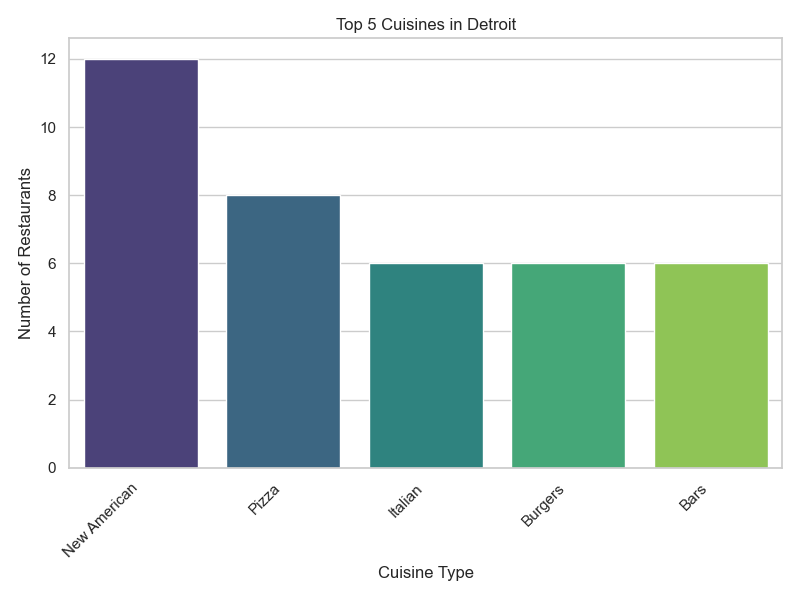 Top 5 Cuisines in Detroit
Number of Restaurants
12
10
8
6
4
2
0
New American
Pizza
Italian
Burgers
Bars
Cuisine Type